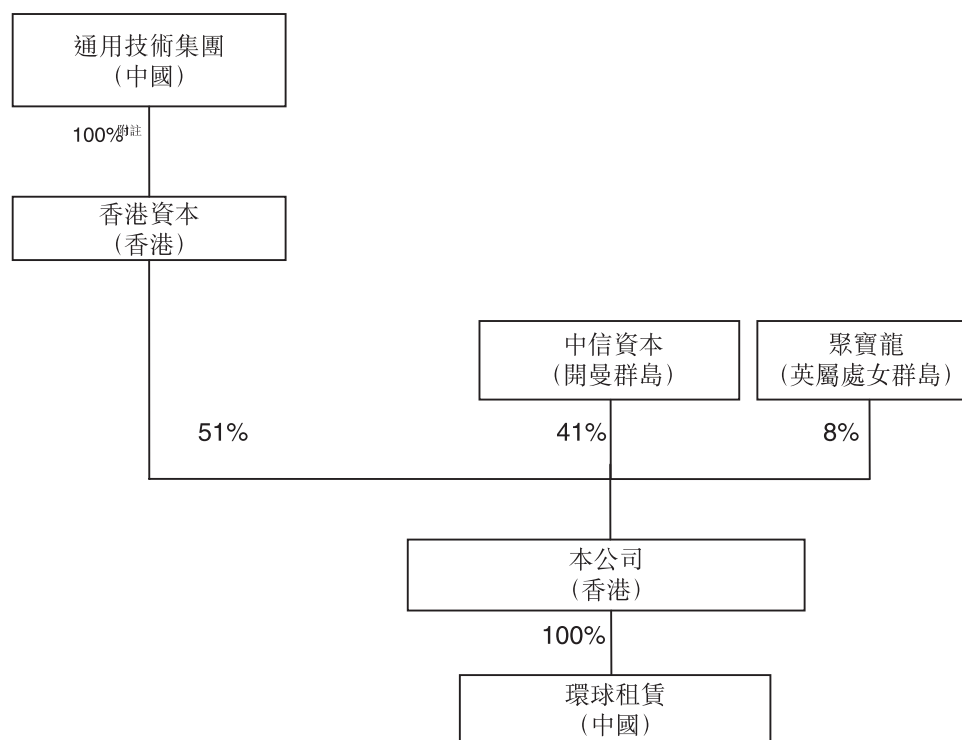 通用技術集團
（中國）
100%附註
香港資本
（香港）
中信資本
（開曼群島）
聚寶龍
（英屬處女群島）
51%
41%
8%
本公司
（香港）
100%
環球租賃
（中國）